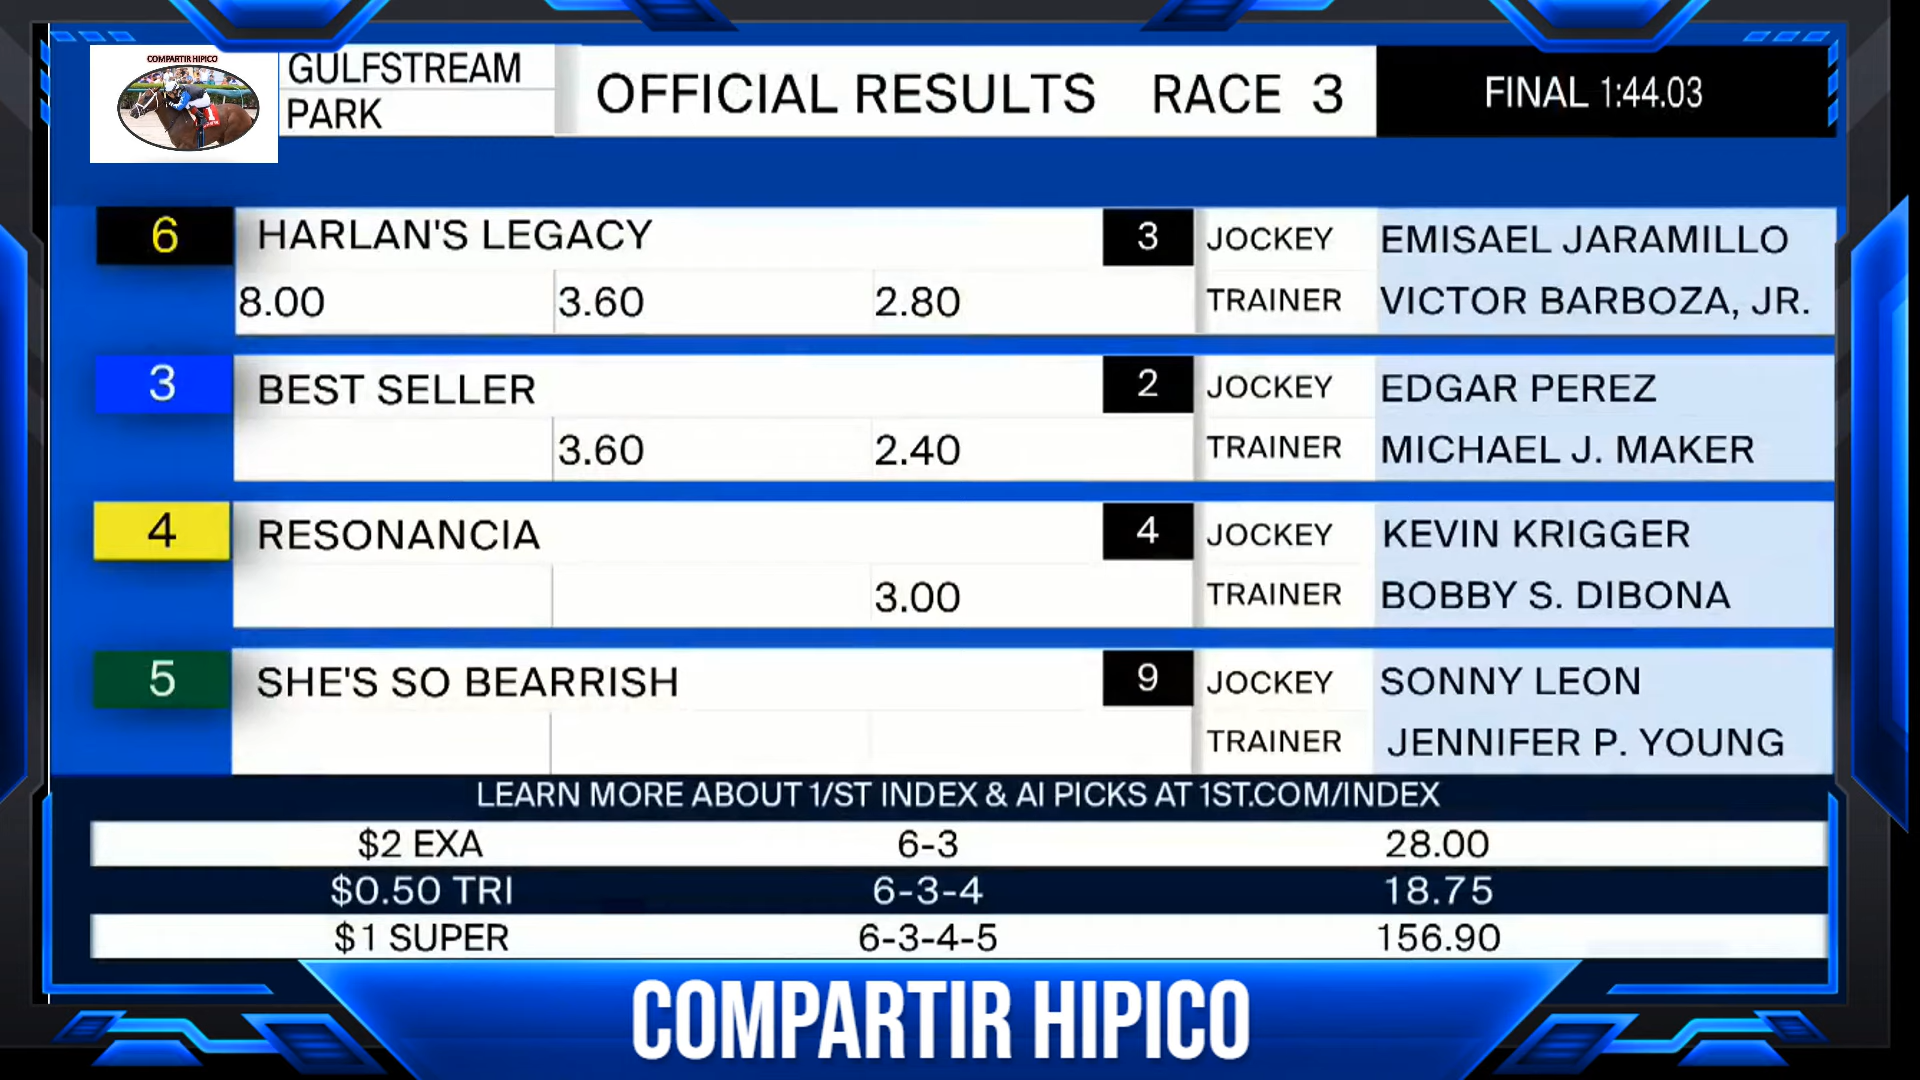 COMPARTIR HIPICO
1
GULFSTREAM
PARK
OFFICIAL RESULTS RACE 3
FINAL 1:44.03
6 HARLAN'S LEGACY 3 JOCKEY EMISAEL JARAMILLO
8.00 3.60 2.80 TRAINER VICTOR BARBOZA, JR.
3 BEST SELLER 2 JOCKEY EDGAR PEREZ
3.60 2.40 TRAINER MICHAEL J. MAKER
4 RESONANCIA 4 JOCKEY KEVIN KRIGGER
3.00 TRAINER BOBBY S. DIBONA
5 SHE'S SO BEARRISH 9 JOCKEY SONNY LEON
TRAINER JENNIFER P. YOUNG
LEARN MORE ABOUT 1/ST INDEX & AI PICKS AT 1ST.COM/INDEX
$2 EXA 6-3 28.00
$0.50 TRI 6-3-4 18.75
$1 SUPER 6-3-4-5 156.90
COMPARTIR HIPICO